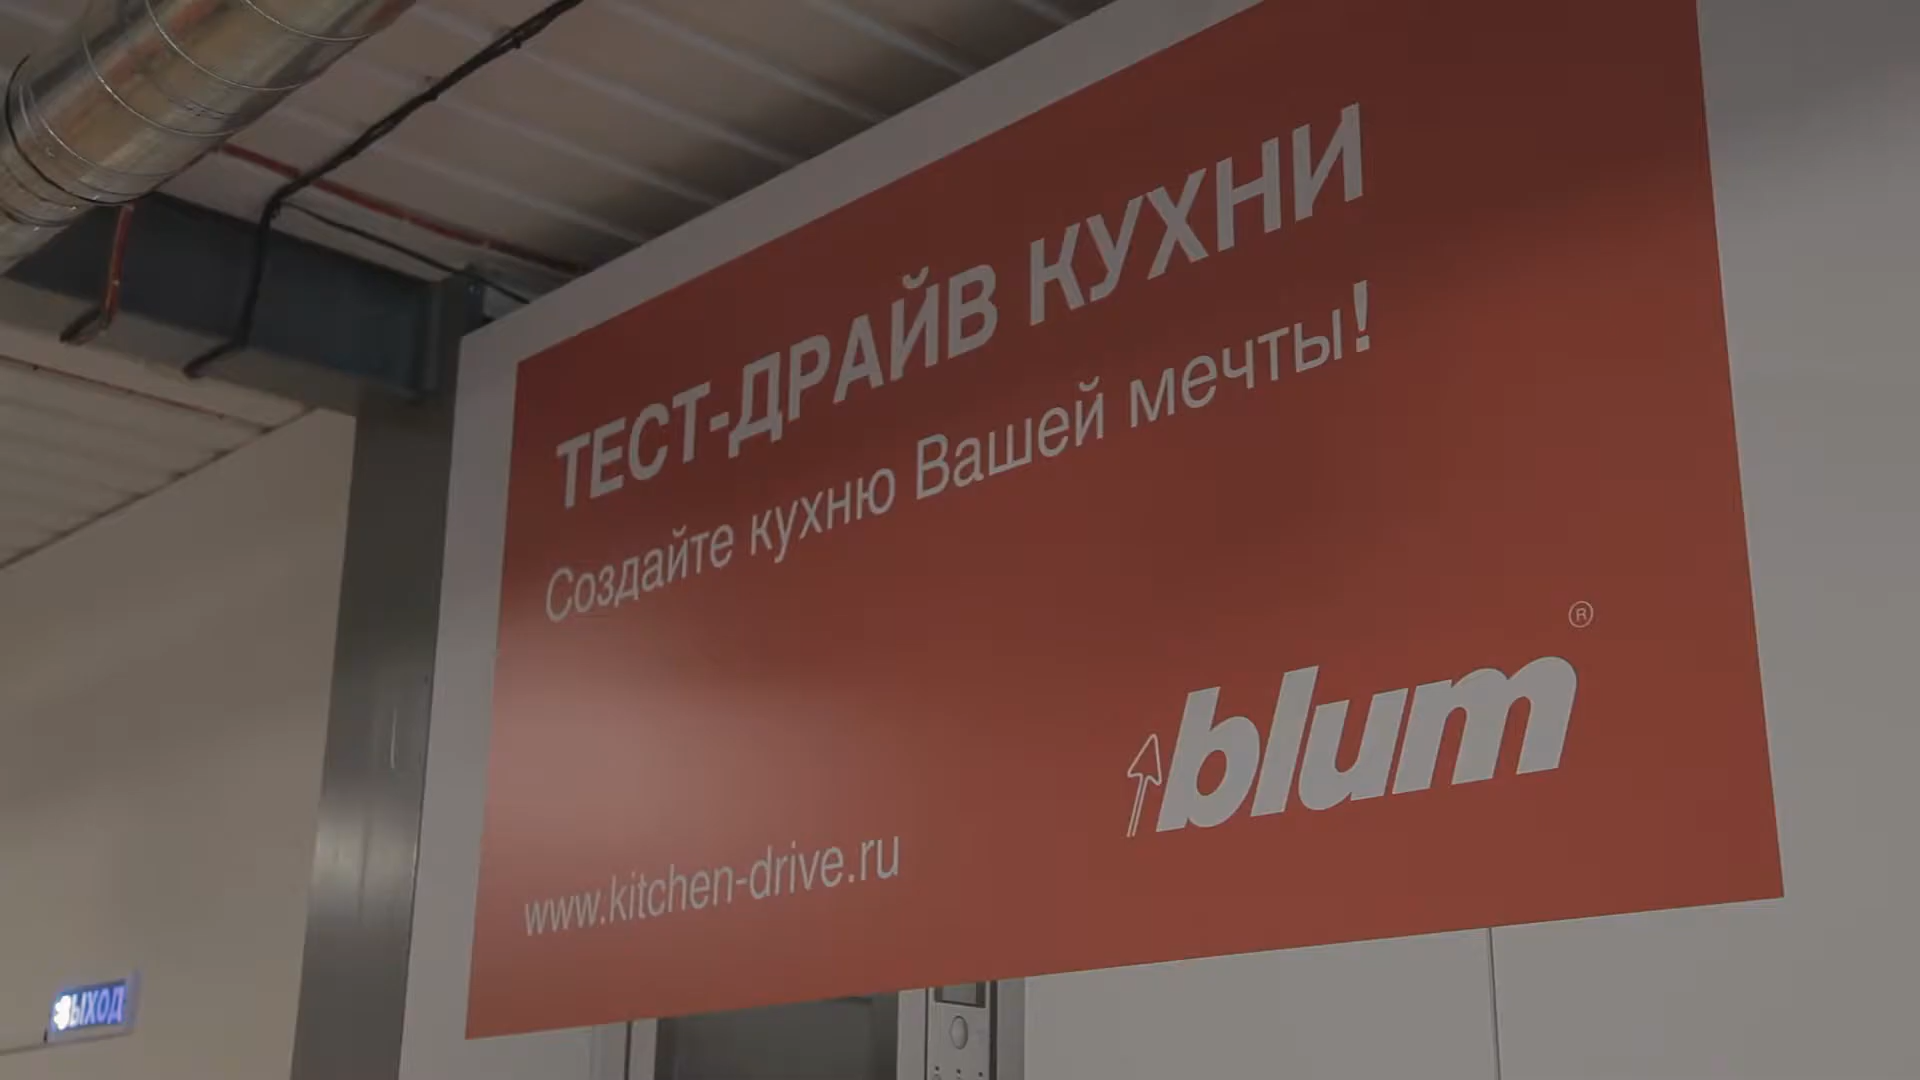 ТЕСТ-ДРАЙВ КУХНИ
Создайте кухню Вашей мечты!
®
blum
www.kitchen-drive.ru
ВЫХОД